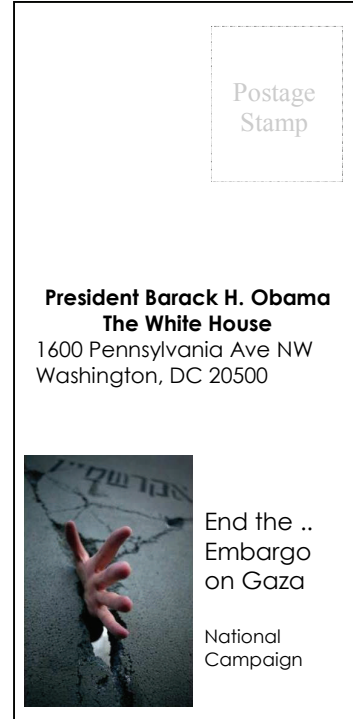 Postage
Stamp
President Barack H. Obama
The White House
1600 Pennsylvania Ave NW
Washington, DC 20500
End the ..
Embargo
on Gaza
National
Campaign